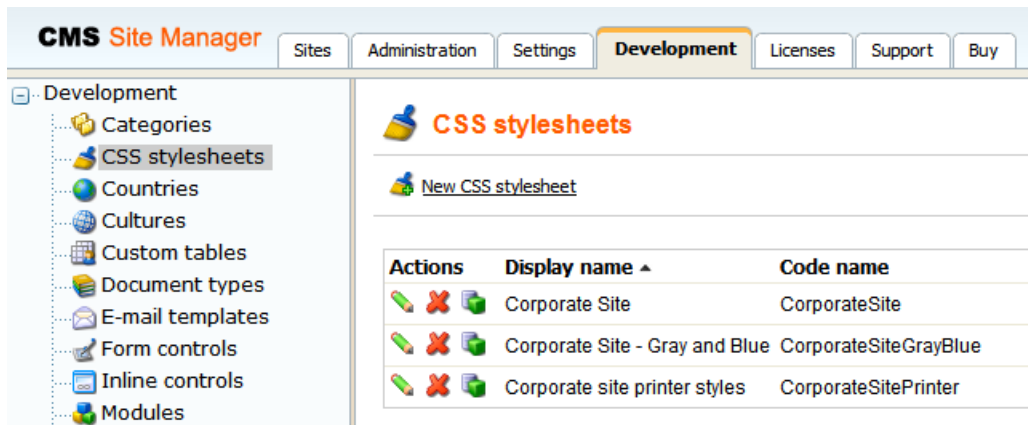 CMS Site Manager
Sites Administration Settings Development Licenses Support Buy
Development
Categories
CSS stylesheets
Countries
Cultures
Custom tables
Document types
E-mail templates
Form controls
Inline controls
Modules
CSS stylesheets
New CSS stylesheet
Actions Display name Code name
Corporate Site CorporateSite
Corporate Site - Gray and Blue CorporateSiteGrayBlue
Corporate site printer styles CorporateSitePrinter